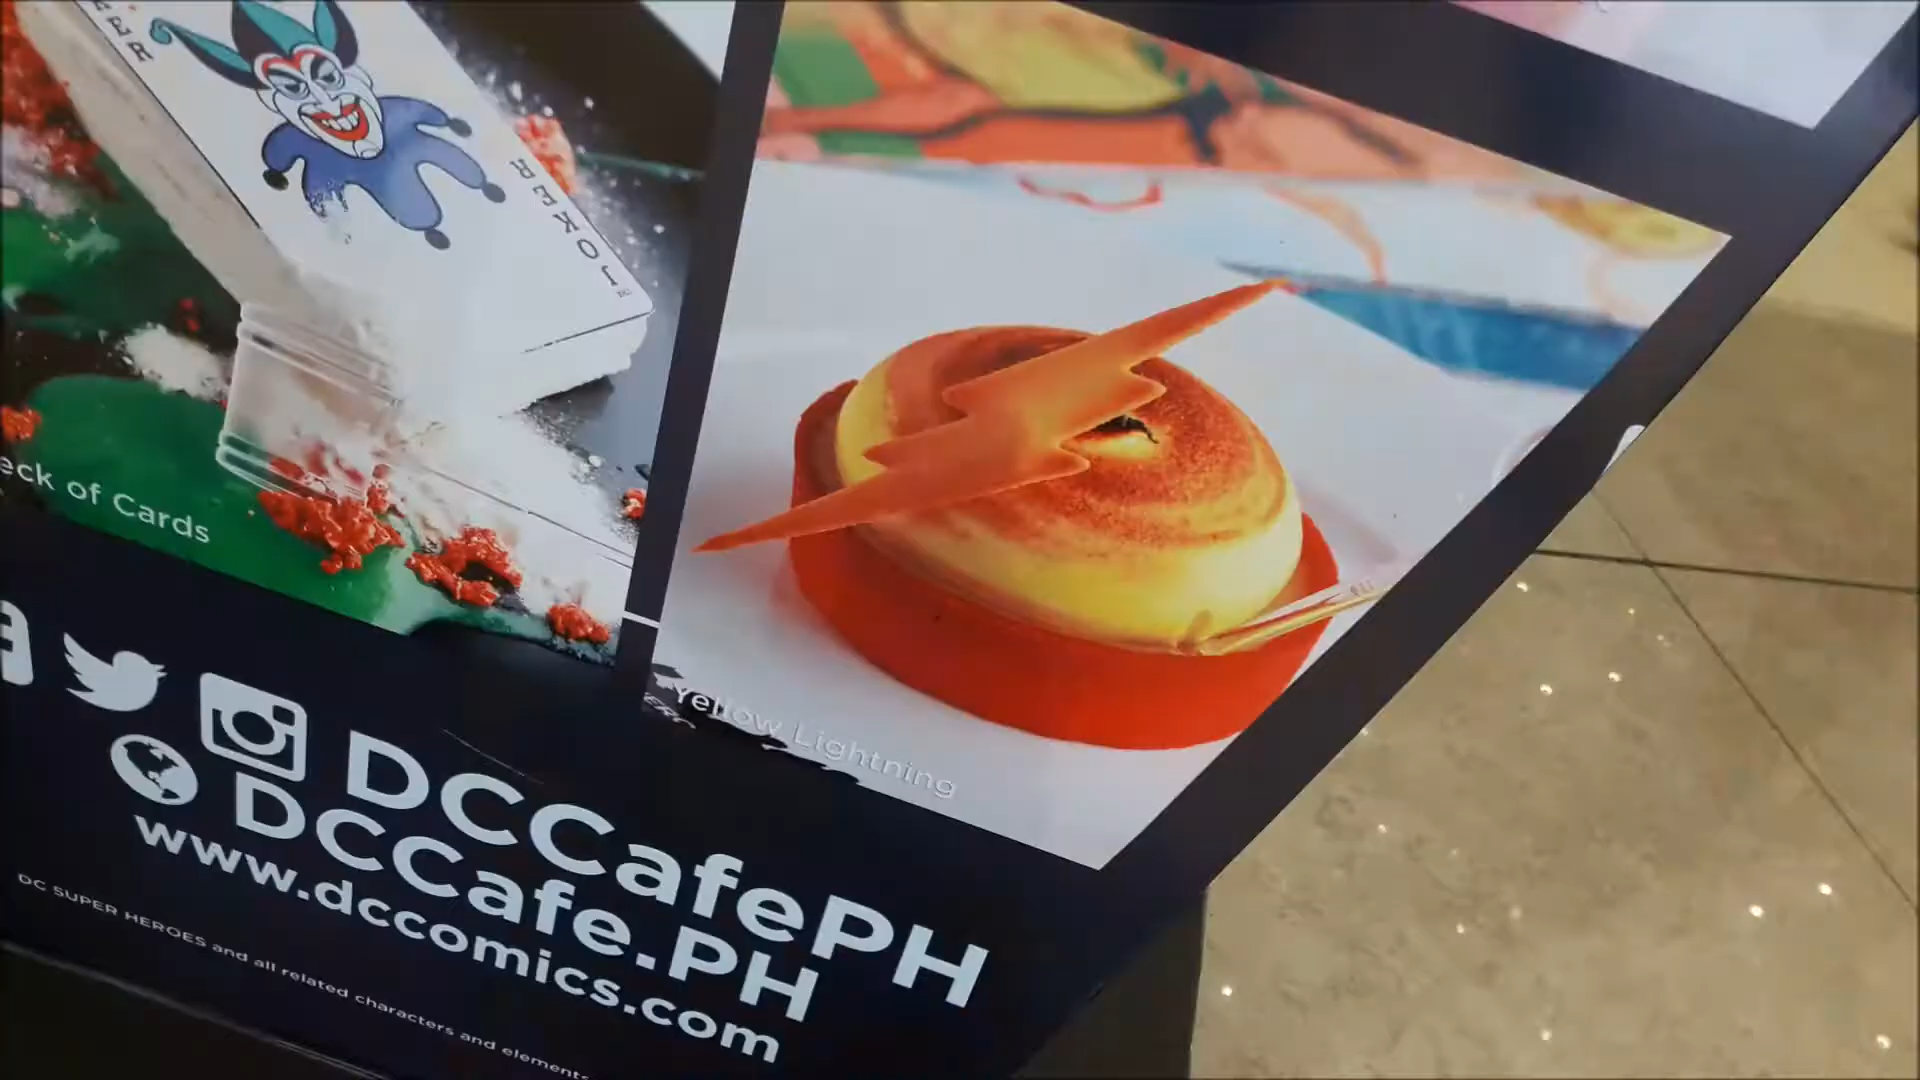 JOKER
eck of Cards
Yellow Lightning
DCCafePH
DCCafe.PH
www.dccomics.com
DC SUPER HEROES and all related characters and elements